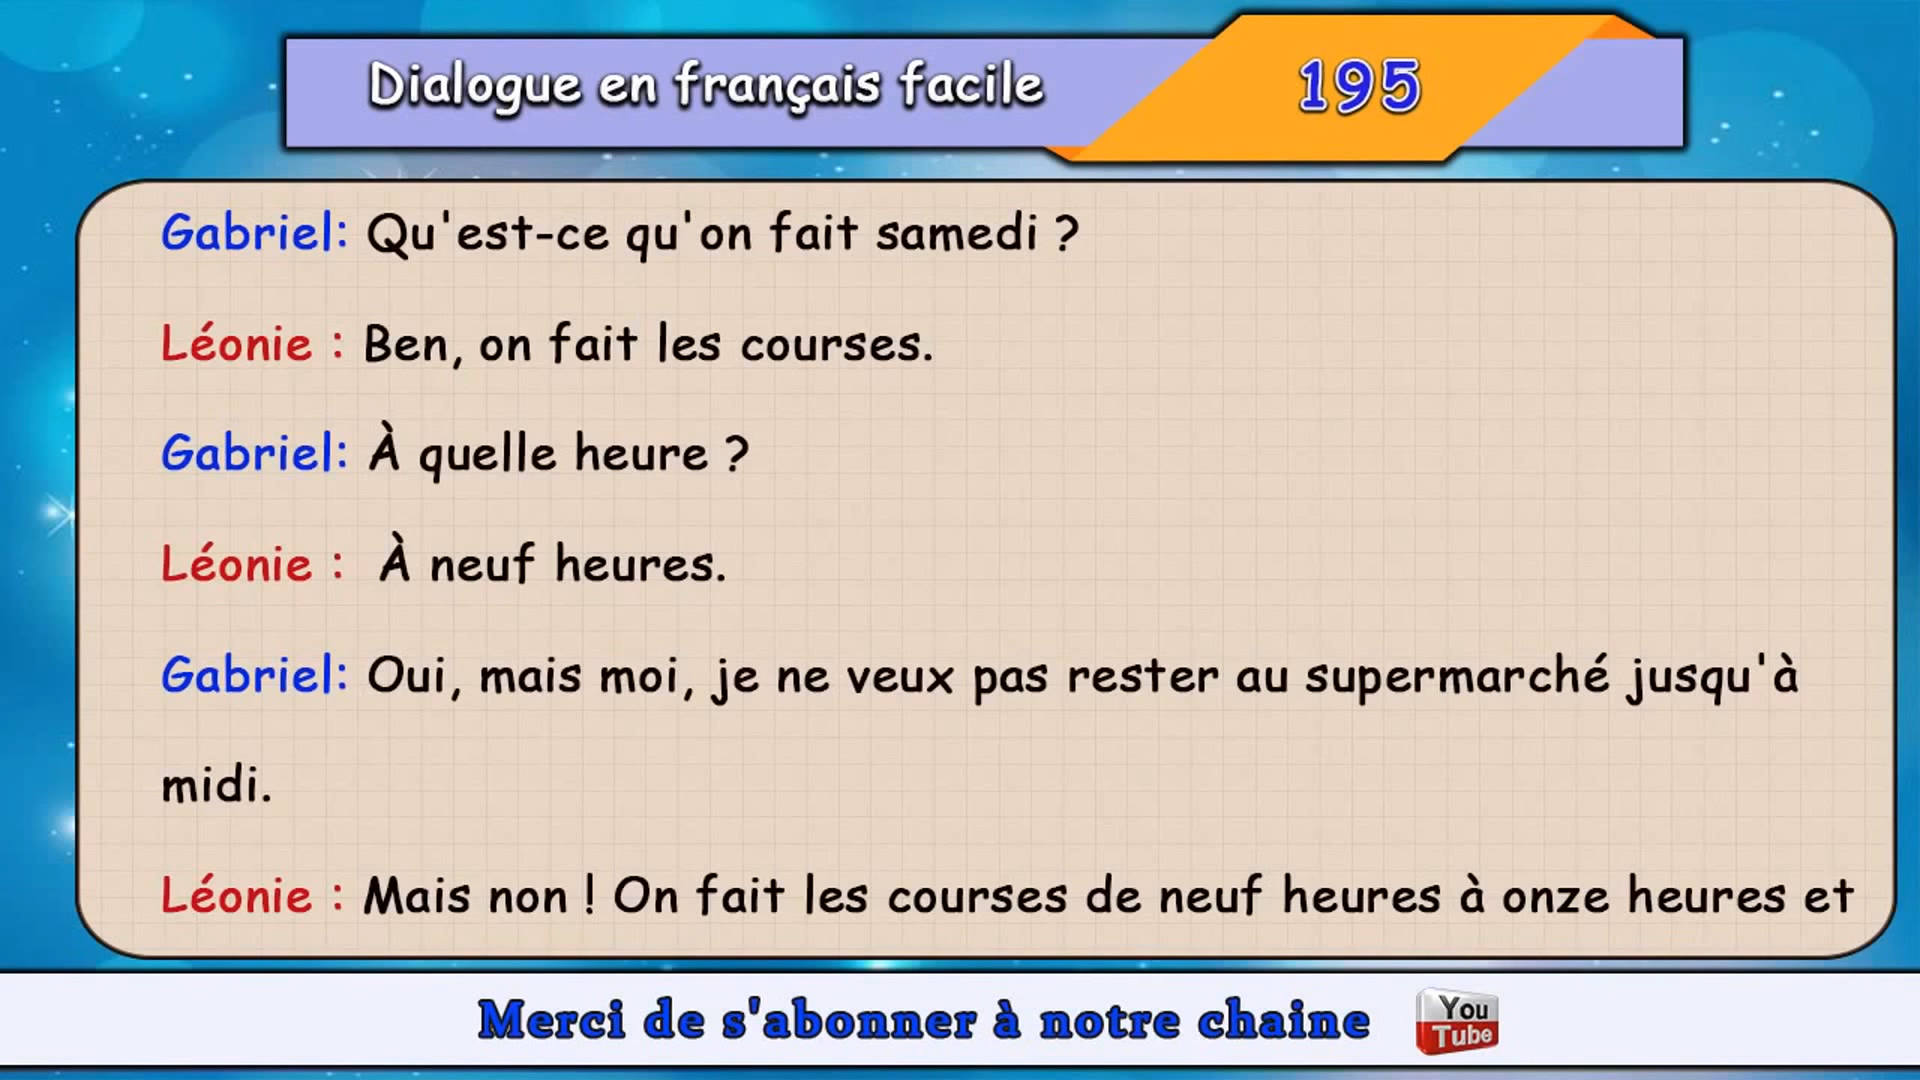 Dialogue en français facile
195
Gabriel: Qu'est-ce qu'on fait samedi ?
Léonie : Ben, on fait les courses.
Gabriel: À quelle heure ?
Léonie : À neuf heures.
Gabriel: Oui, mais moi, je ne veux pas rester au supermarché jusqu'à
midi.
Léonie : Mais non ! On fait les courses de neuf heures à onze heures et
Merci de s'abonner à notre chaine
You
Tube